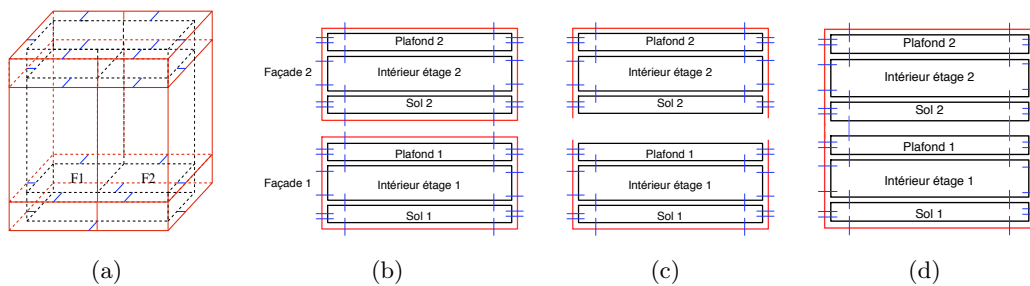 F1 F2
Façade 2
Plafond 2
Intérieur étage 2
Sol 2
Façade 1
Plafond 1
Intérieur étage 1
Sol 1
Plafond 2
Intérieur étage 2
Sol 2
Plafond 1
Intérieur étage 1
Sol 1
Plafond 2
Intérieur étage 2
Sol 2
Plafond 1
Intérieur étage 1
Sol 1
(a) (b) (c) (d)